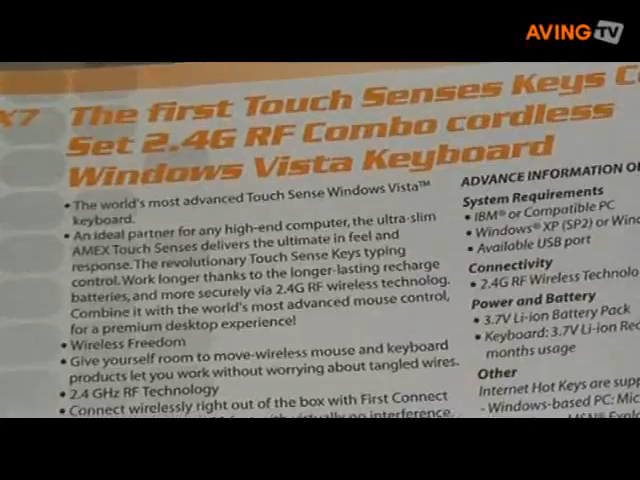 AVING TV
X7
The first Touch Senses Keys
Set 2.4G RF Combo cordless
Windows Vista Keyboard
• The world's most advanced Touch Sense Windows Vista™
keyboard.
• An ideal partner for any high-end computer, the ultra-slim
AMEX Touch Senses delivers the ultimate in feel and
response. The revolutionary Touch Sense Keys typing
control. Work longer thanks to the longer-lasting recharge
batteries, and more securely via 2.4G RF wireless technolog.
Combine it with the world's most advanced mouse control,
for a premium desktop experience!
• Wireless Freedom
• Give yourself room to move-wireless mouse and keyboard
products let you work without worrying about tangled wires.
• 2.4 GHz RF Technology
• Connect wirelessly right out of the box with First Connect
with virtually no interference.
ADVANCE INFORMATION
System Requirements
• IBM® or Compatible PC
• Windows® XP (SP2) or
• Available USB port
Connectivity
• 2.4G RF Wireless
Power and Battery
• 3.7V Li-ion Battery Pack
• Keyboard: 3.7V Li-ion
months usage
Other
Internet Hot Keys are
- Windows-based PC: